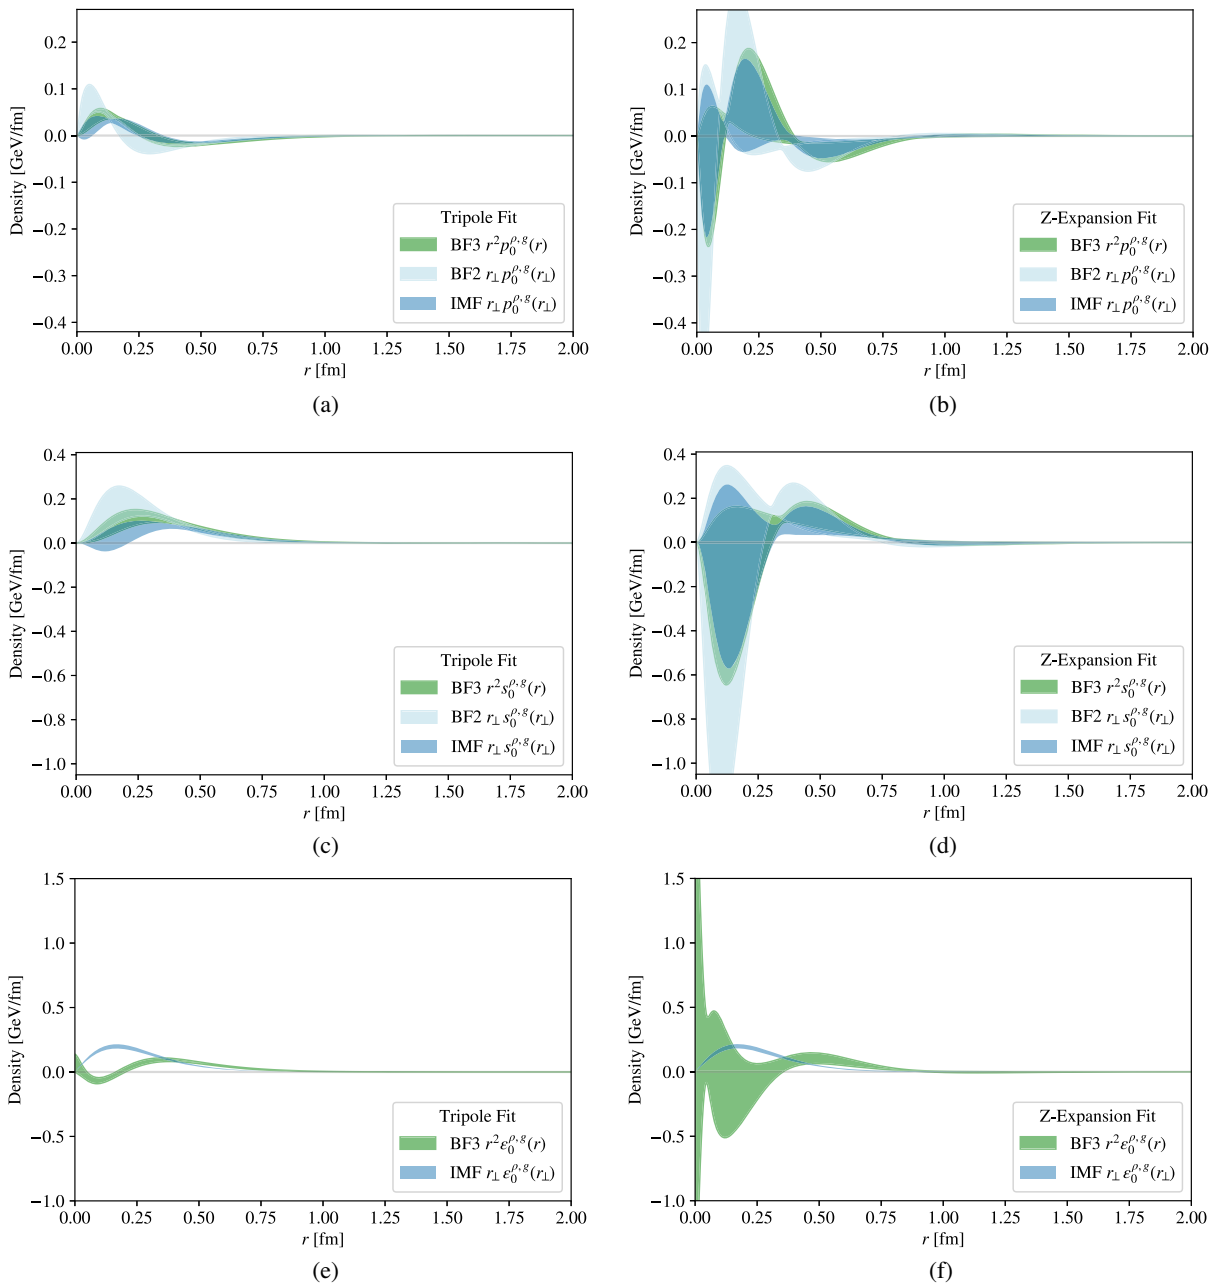 0.2
0.1
0.0
−0.1
−0.2
−0.3
−0.4
Density [GeV/fm]
Tripole Fit
BF3 r²p₀^{ρ,g}(r)
BF2 r⊥p₀^{ρ,g}(r⊥)
IMF r⊥p₀^{ρ,g}(r⊥)
0.00 0.25 0.50 0.75 1.00 1.25 1.50 1.75 2.00
r [fm]
(a)
0.2
0.1
0.0
−0.1
−0.2
−0.3
−0.4
Density [GeV/fm]
Z-Expansion Fit
BF3 r²p₀^{ρ,g}(r)
BF2 r⊥p₀^{ρ,g}(r⊥)
IMF r⊥p₀^{ρ,g}(r⊥)
0.00 0.25 0.50 0.75 1.00 1.25 1.50 1.75 2.00
r [fm]
(b)
0.4
0.2
0.0
−0.2
−0.4
−0.6
−0.8
−1.0
Density [GeV/fm]
Tripole Fit
BF3 r²s₀^{ρ,g}(r)
BF2 r⊥s₀^{ρ,g}(r⊥)
IMF r⊥s₀^{ρ,g}(r⊥)
0.00 0.25 0.50 0.75 1.00 1.25 1.50 1.75 2.00
r [fm]
(c)
0.4
0.2
0.0
−0.2
−0.4
−0.6
−0.8
−1.0
Density [GeV/fm]
Z-Expansion Fit
BF3 r²s₀^{ρ,g}(r)
BF2 r⊥s₀^{ρ,g}(r⊥)
IMF r⊥s₀^{ρ,g}(r⊥)
0.00 0.25 0.50 0.75 1.00 1.25 1.50 1.75 2.00
r [fm]
(d)
1.5
1.0
0.5
0.0
−0.5
−1.0
Density [GeV/fm]
Tripole Fit
BF3 r²ε₀^{ρ,g}(r)
IMF r⊥ε₀^{ρ,g}(r⊥)
0.00 0.25 0.50 0.75 1.00 1.25 1.50 1.75 2.00
r [fm]
(e)
1.5
1.0
0.5
0.0
−0.5
−1.0
Density [GeV/fm]
Z-Expansion Fit
BF3 r²ε₀^{ρ,g}(r)
IMF r⊥ε₀^{ρ,g}(r⊥)
0.00 0.25 0.50 0.75 1.00 1.25 1.50 1.75 2.00
r [fm]
(f)